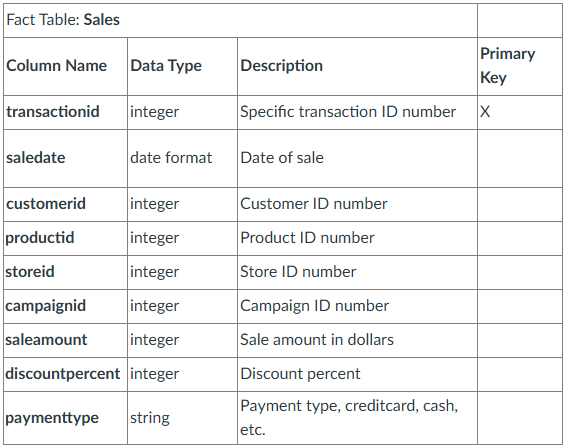 Fact Table: Sales
Column Name Data Type Description Primary Key
transactionid integer Specific transaction ID number X
saledate date format Date of sale
customerid integer Customer ID number
productid integer Product ID number
storeid integer Store ID number
campaignid integer Campaign ID number
saleamount integer Sale amount in dollars
discountpercent integer Discount percent
paymenttype string Payment type, creditcard, cash, etc.